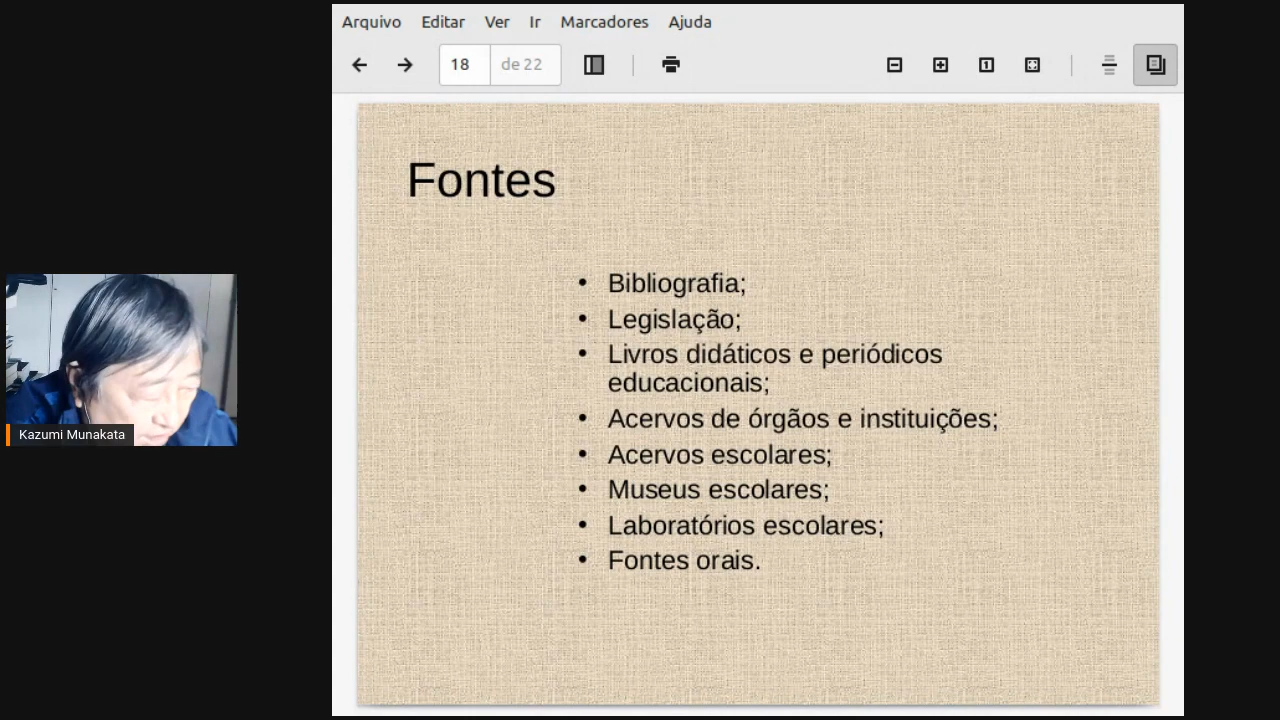 Arquivo Editar Ver Ir Marcadores Ajuda
18 de 22
1
Fontes
• Bibliografia;
• Legislação;
• Livros didáticos e periódicos
educacionais;
• Acervos de órgãos e instituições;
• Acervos escolares;
• Museus escolares;
• Laboratórios escolares;
• Fontes orais.
Kazumi Munakata